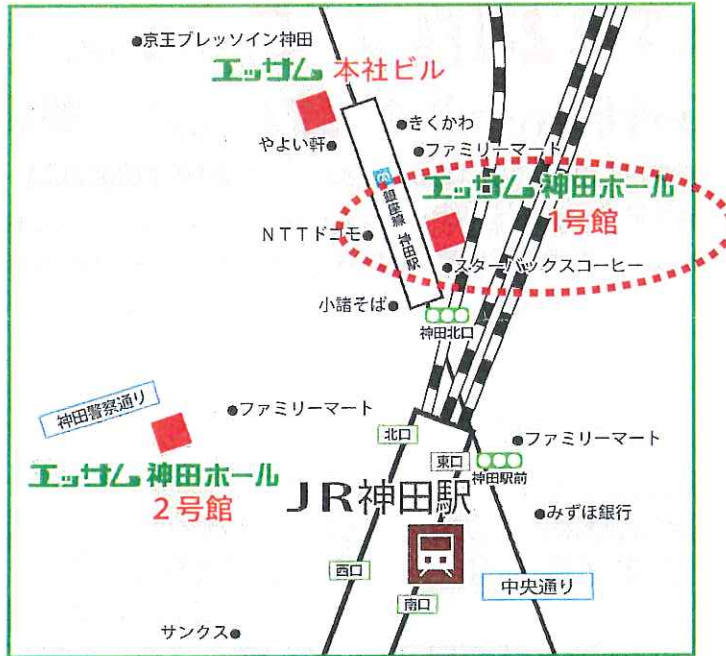 京王プレッソイン神田
エッサム 本社ビル
きくかわ
やよい軒
ファミリーマート
エッサム 神田ホール
1号館
G 銀座線 神田駅
NTTドコモ
スターバックスコーヒー
小諸そば
神田北口
神田警察通り
ファミリーマート
北口
ファミリーマート
東口
神田駅前
エッサム 神田ホール
2号館
JR神田駅
みずほ銀行
西口
中央通り
南口
サンクス